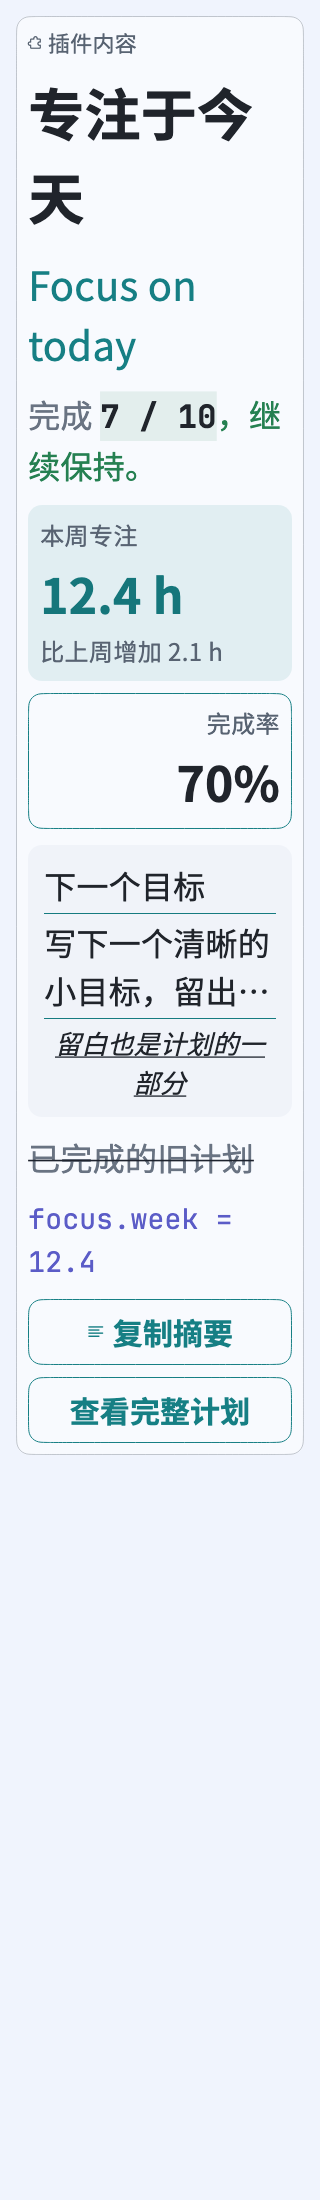 插件内容
专注于今
天
Focus on
today
完成 7 / 10，继
续保持。
本周专注
12.4 h
比上周增加 2.1 h
完成率
70%
下一个目标
写下一个清晰的
小目标，留出…
留白也是计划的一
部分
已完成的旧计划
focus.week =
12.4
复制摘要
查看完整计划